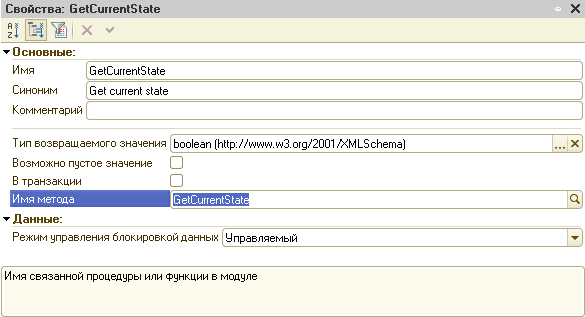 Свойства: GetCurrentState
Основные:
Имя GetCurrentState
Синоним Get current state
Комментарий
Тип возвращаемого значения boolean (http://www.w3.org/2001/XMLSchema) ...
Возможно пустое значение
В транзакции
Имя метода GetCurrentState
Данные:
Режим управления блокировкой данных Управляемый
Имя связанной процедуры или функции в модуле